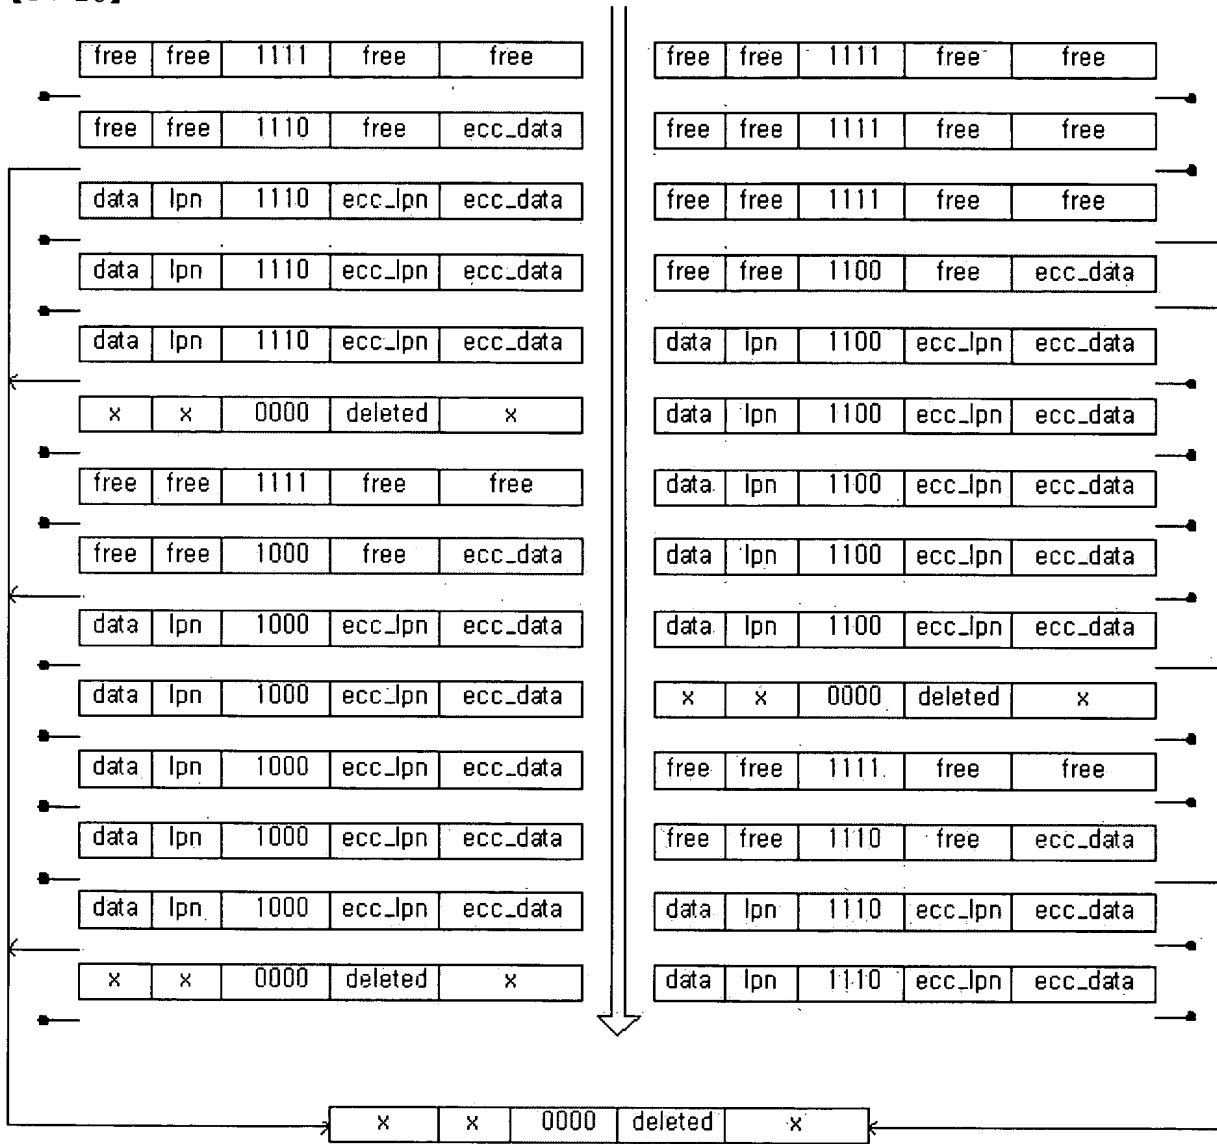 free free 1111 free free
free free 1110 free ecc_data
data lpn 1110 ecc_lpn ecc_data
data lpn 1110 ecc_lpn ecc_data
data lpn 1110 ecc_lpn ecc_data
x x 0000 deleted x
free free 1111 free free
free free 1000 free ecc_data
data lpn 1000 ecc_lpn ecc_data
data lpn 1000 ecc_lpn ecc_data
data lpn 1000 ecc_lpn ecc_data
data lpn 1000 ecc_lpn ecc_data
data lpn 1000 ecc_lpn ecc_data
x x 0000 deleted x
free free 1111 free free
free free 1111 free free
free free 1111 free free
free free 1100 free ecc_data
data lpn 1100 ecc_lpn ecc_data
data lpn 1100 ecc_lpn ecc_data
data lpn 1100 ecc_lpn ecc_data
data lpn 1100 ecc_lpn ecc_data
data lpn 1100 ecc_lpn ecc_data
x x 0000 deleted x
free free 1111 free free
free free 1110 free ecc_data
data lpn 1110 ecc_lpn ecc_data
data lpn 1110 ecc_lpn ecc_data
x x 0000 deleted x